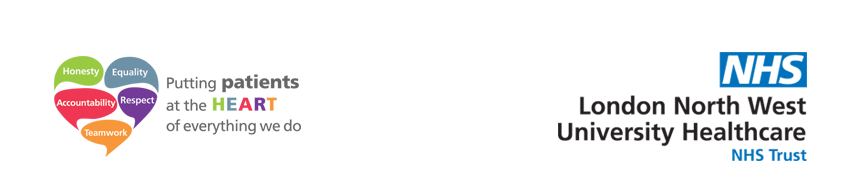 Honesty
Equality
Accountability
Respect
Teamwork
Putting patients
at the HEART
of everything we do
NHS
London North West
University Healthcare
NHS Trust